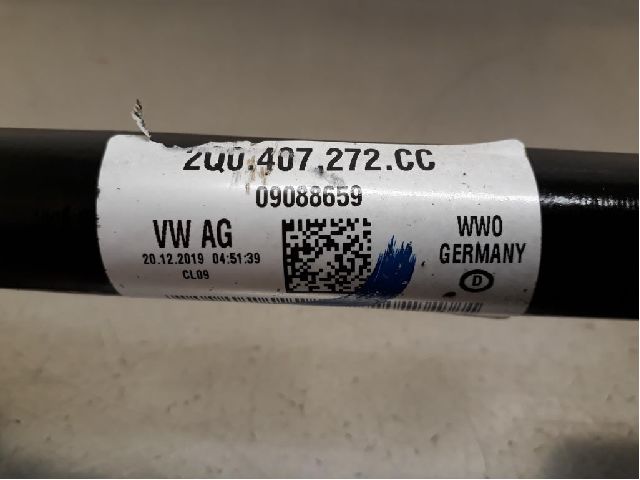 2Q0.407.272.CC
09088659
VW AG
20.12.2019 04:51:39
CL09
WWO
GERMANY
D